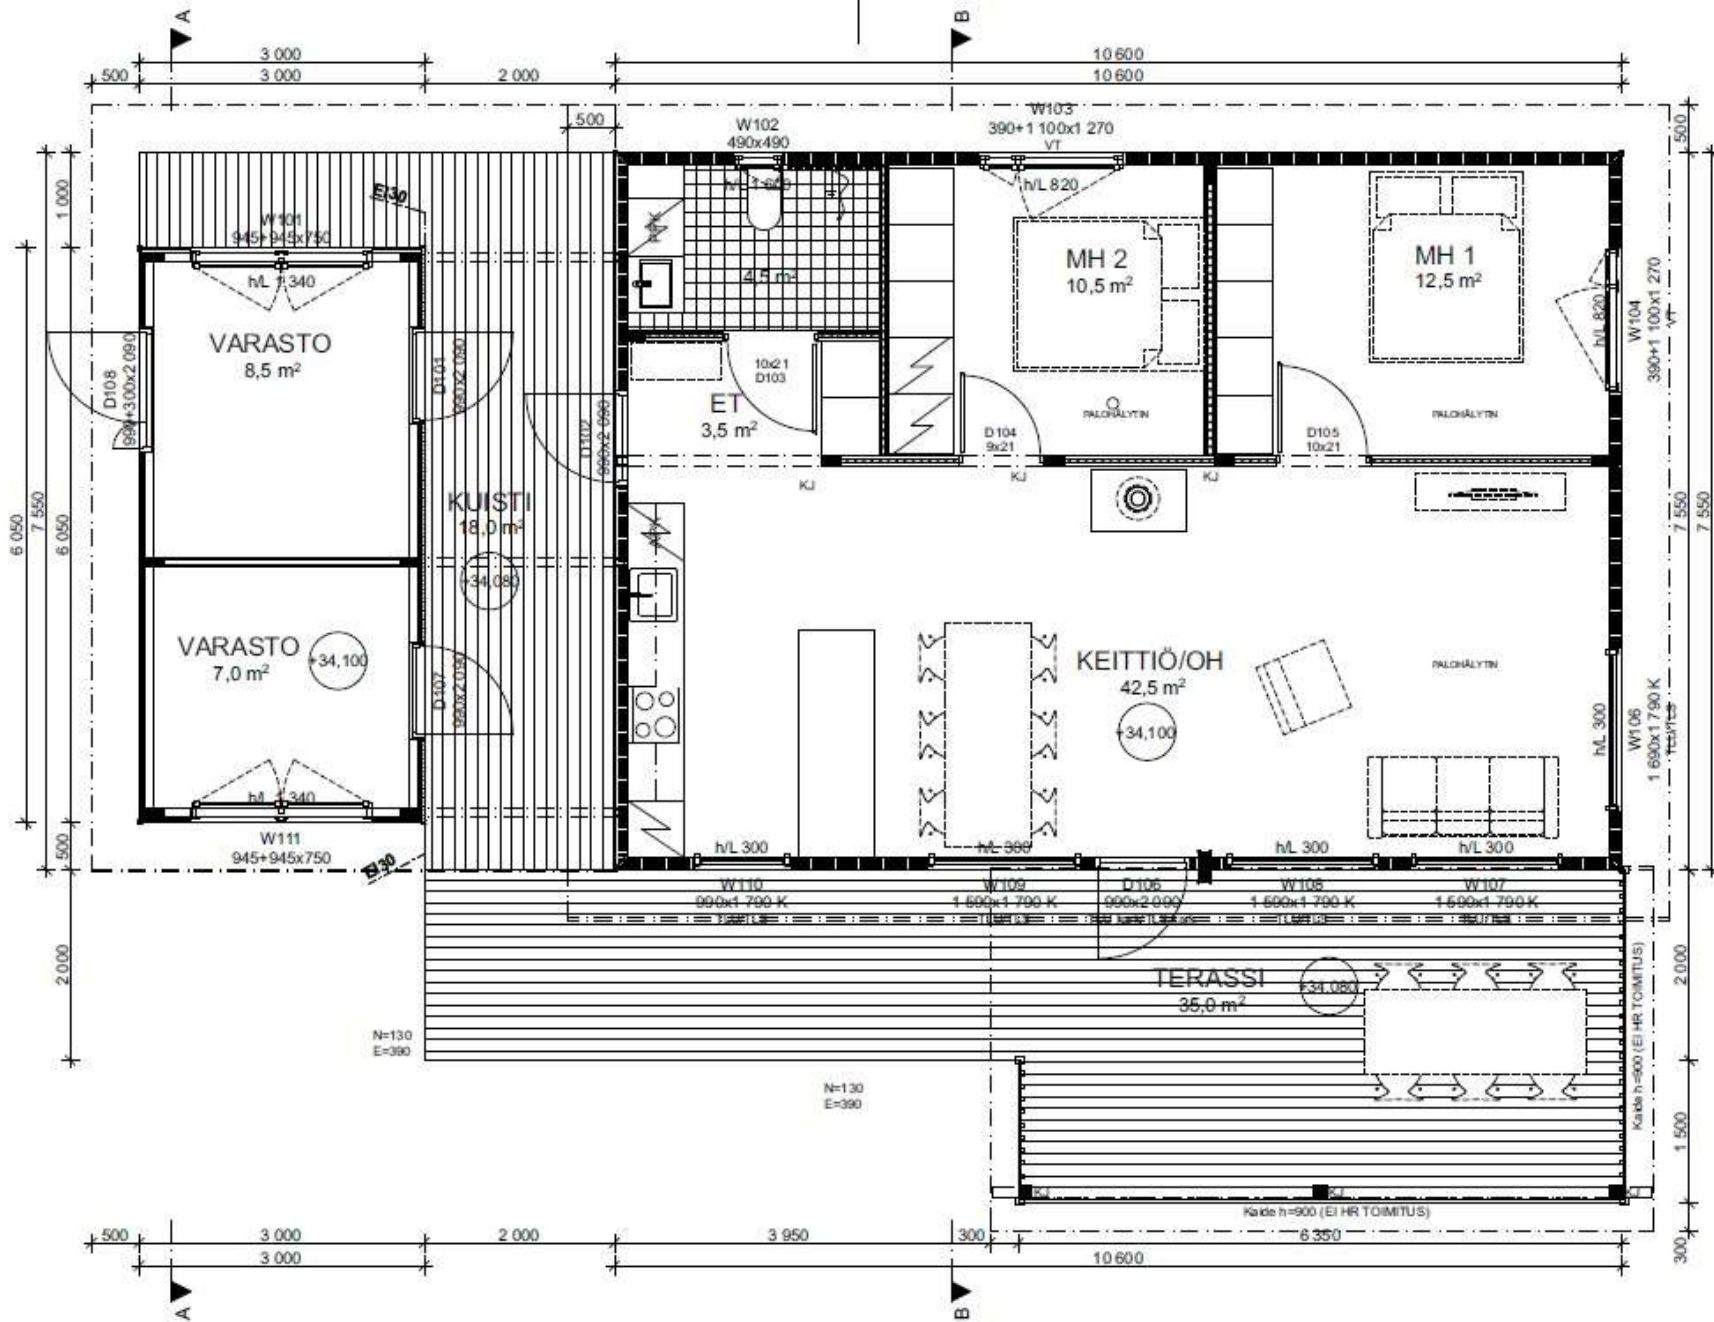 A
B
3 000
10 600
500
3 000
2 000
10 600
500
W102
490x490
W103
390+1 100x1 270
VT
500
1 000
EI30
W101
945+945x750
h/L 1 340
h/L 1 600
h/L 820
4,5 m²
MH 2
10,5 m²
MH 1
12,5 m²
h/L 820
W104
390+1 100x1 270
VT
VARASTO
8,5 m²
D108
990+300x2 090
D101
990x2 090
D102
990x2 090
10x21
D103
ET
3,5 m²
PALOHÄLYTIN
PALOHÄLYTIN
D104
9x21
D105
10x21
KJ
KJ
KJ
KUISTI
18,0 m²
+34,080
6 050
7 550
6 050
7 550
7 550
VARASTO
7,0 m²
+34,100
D107
990x2 090
KEITTIÖ/OH
42,5 m²
+34,100
PALOHÄLYTIN
h/L 300
W106
1 690x1 790 K
h/L 1 340
W111
945+945x750
EI30
500
h/L 300
h/L 300
h/L 300
h/L 300
W110
990x1 790 K
W109
1 590x1 790 K
D106
990x2 090
W108
1 590x1 790 K
W107
1 590x1 790 K
2 000
TERASSI
35,0 m²
+34,080
2 000
Kaide h=900 (EI HR TOIMITUS)
N=130
E=390
N=130
E=390
1 500
KJ
KJ
KJ
Kaide h=900 (EI HR TOIMITUS)
300
500
3 000
2 000
3 950
300
6 350
3 000
10 600
A
B